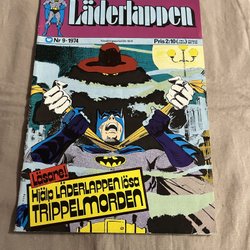 Läderlappen
Nr 9 · 1974
Pris 2:10
Läsare!
Hjälp LÄDERLAPPEN lösa
TRIPPELMORDEN